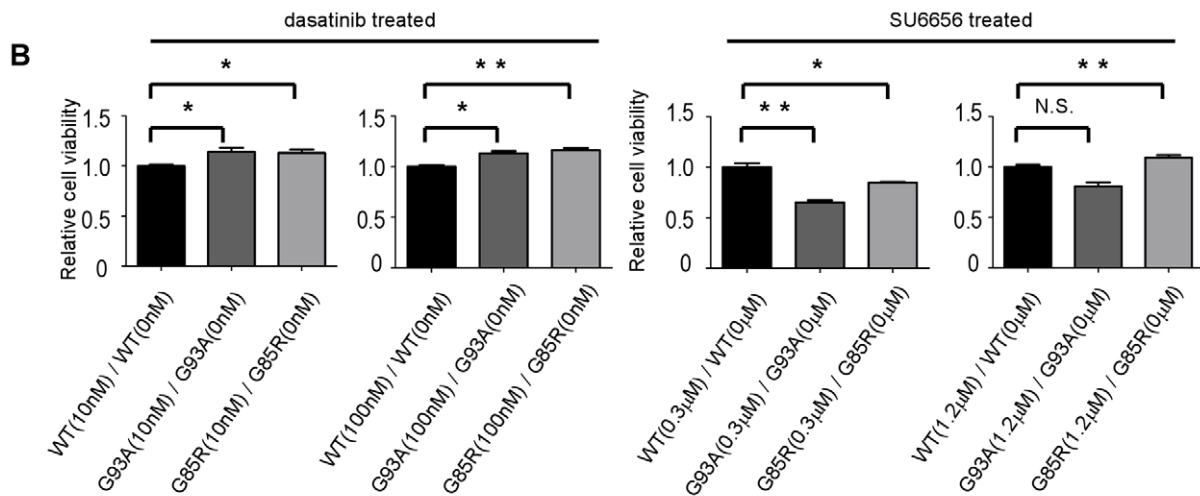 dasatinib treated
SU6656 treated
B
Relative cell viability
1.5
1.0
0.5
0
*
*
WT(10nM) / WT(0nM)
G93A(10nM) / G93A(0nM)
G85R(10nM) / G85R(0nM)
1.5
1.0
0.5
0
* *
*
WT(100nM) / WT(0nM)
G93A(100nM) / G93A(0nM)
G85R(100nM) / G85R(0nM)
Relative cell viability
1.5
1.0
0.5
0
*
* *
WT(0.3μM) / WT(0μM)
G93A(0.3μM) / G93A(0μM)
G85R(0.3μM) / G85R(0μM)
1.5
1.0
0.5
0
* *
N.S.
WT(1.2μM) / WT(0μM)
G93A(1.2μM) / G93A(0μM)
G85R(1.2μM) / G85R(0μM)